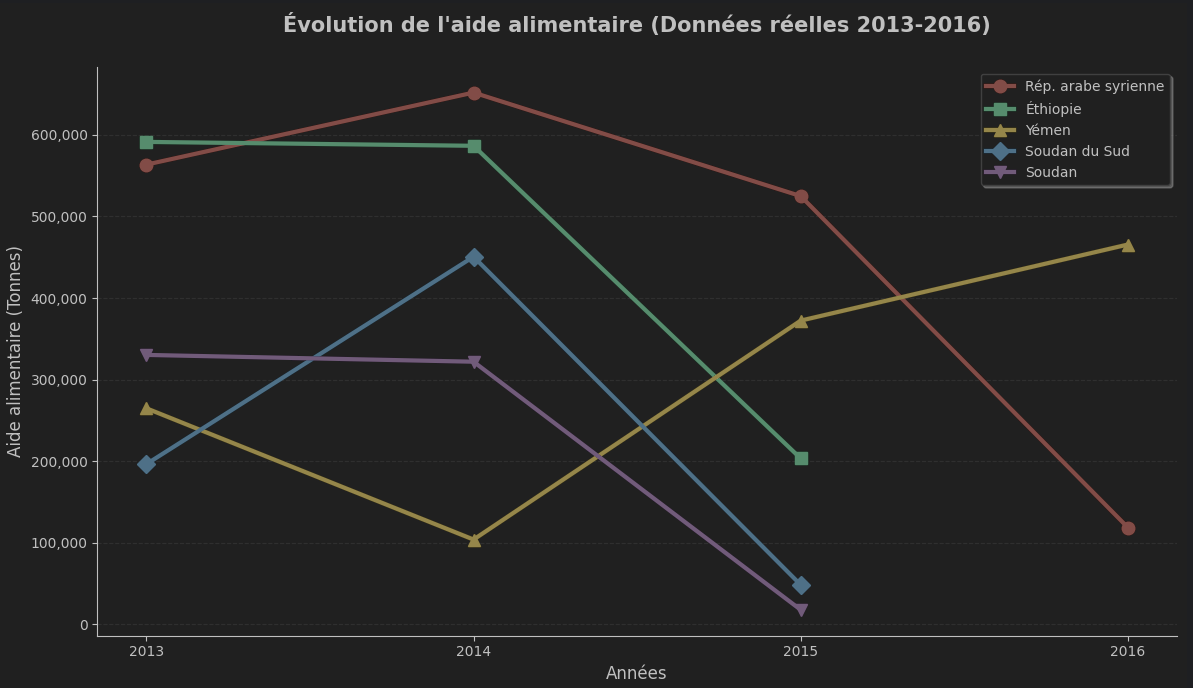 Évolution de l'aide alimentaire (Données réelles 2013-2016)
Rép. arabe syrienne
Éthiopie
Yémen
Soudan du Sud
Soudan
Aide alimentaire (Tonnes)
600,000
500,000
400,000
300,000
200,000
100,000
0
2013
2014
2015
2016
Années